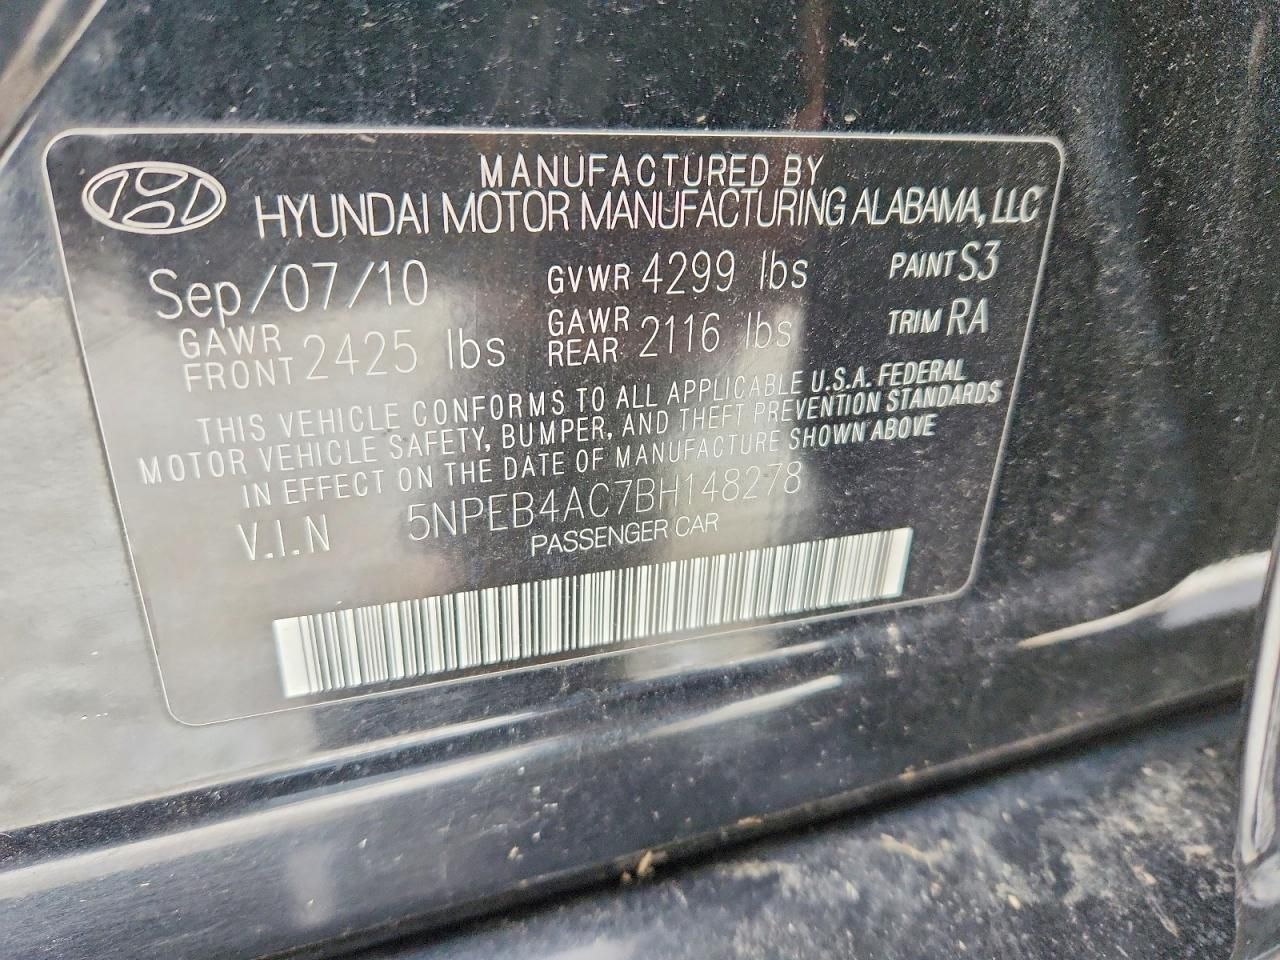 MANUFACTURED BY
HYUNDAI MOTOR MANUFACTURING ALABAMA, LLC
Sep/07/10 GVWR 4299 lbs PAINT S3
GAWR FRONT 2425 lbs GAWR REAR 2116 lbs TRIM RA
THIS VEHICLE CONFORMS TO ALL APPLICABLE U.S.A. FEDERAL
MOTOR VEHICLE SAFETY, BUMPER, AND THEFT PREVENTION STANDARDS
IN EFFECT ON THE DATE OF MANUFACTURE SHOWN ABOVE
V.I.N 5NPEB4AC7BH148278
PASSENGER CAR